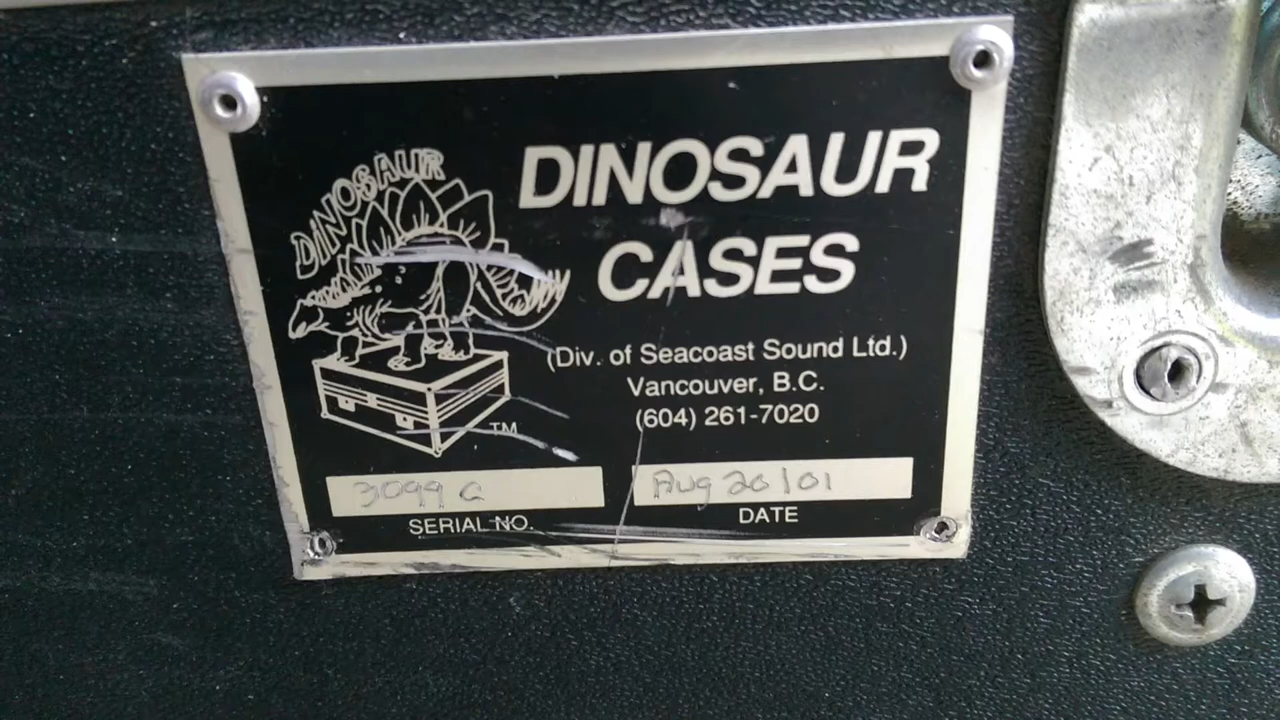 DINOSAUR
DINOSAUR
CASES
(Div. of Seacoast Sound Ltd.)
Vancouver, B.C.
(604) 261-7020
TM
3099 C
SERIAL NO.
Aug 20/01
DATE